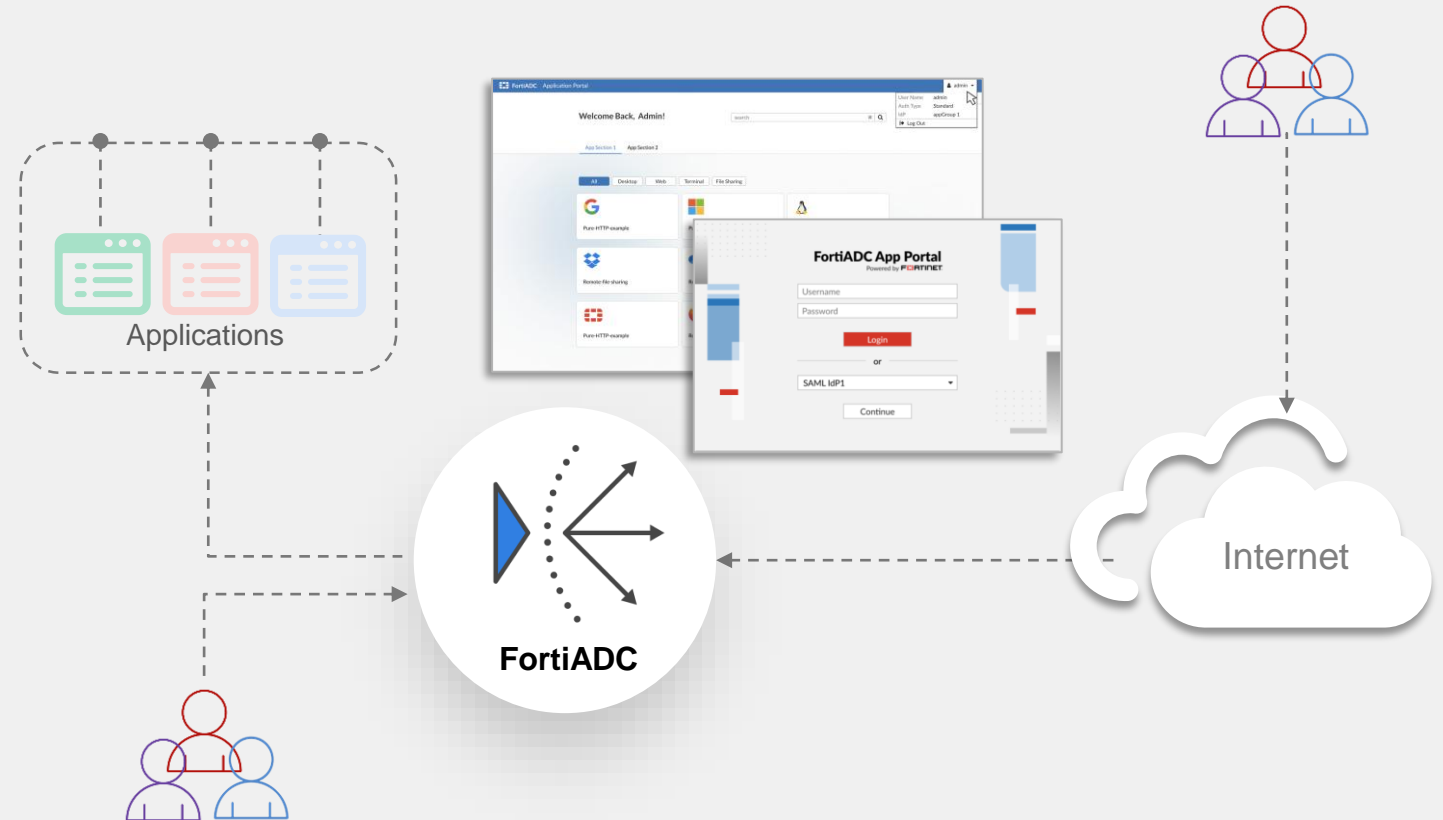 FortiADC Application Portal
admin
User Name admin
Auth Type Standard
IdP appGroup 1
Log Out
Welcome Back, Admin!
search
App Section 1 App Section 2
All Desktop Web Terminal File Sharing
Pure-HTTP-example
Remote-file-sharing
Pure-HTTP-example
FortiADC App Portal
Powered by FORTINET
Username
Password
Login
or
SAML IdP1
Continue
Applications
FortiADC
Internet